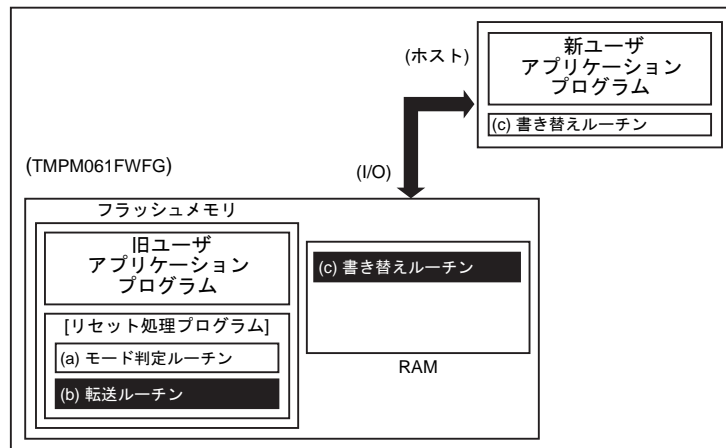 (ホスト)
新ユーザ
アプリケーション
プログラム
(c) 書き替えルーチン
(I/O)
(TMPM061FWFG)
フラッシュメモリ
旧ユーザ
アプリケーション
プログラム
[リセット処理プログラム]
(a) モード判定ルーチン
(b) 転送ルーチン
(c) 書き替えルーチン
RAM